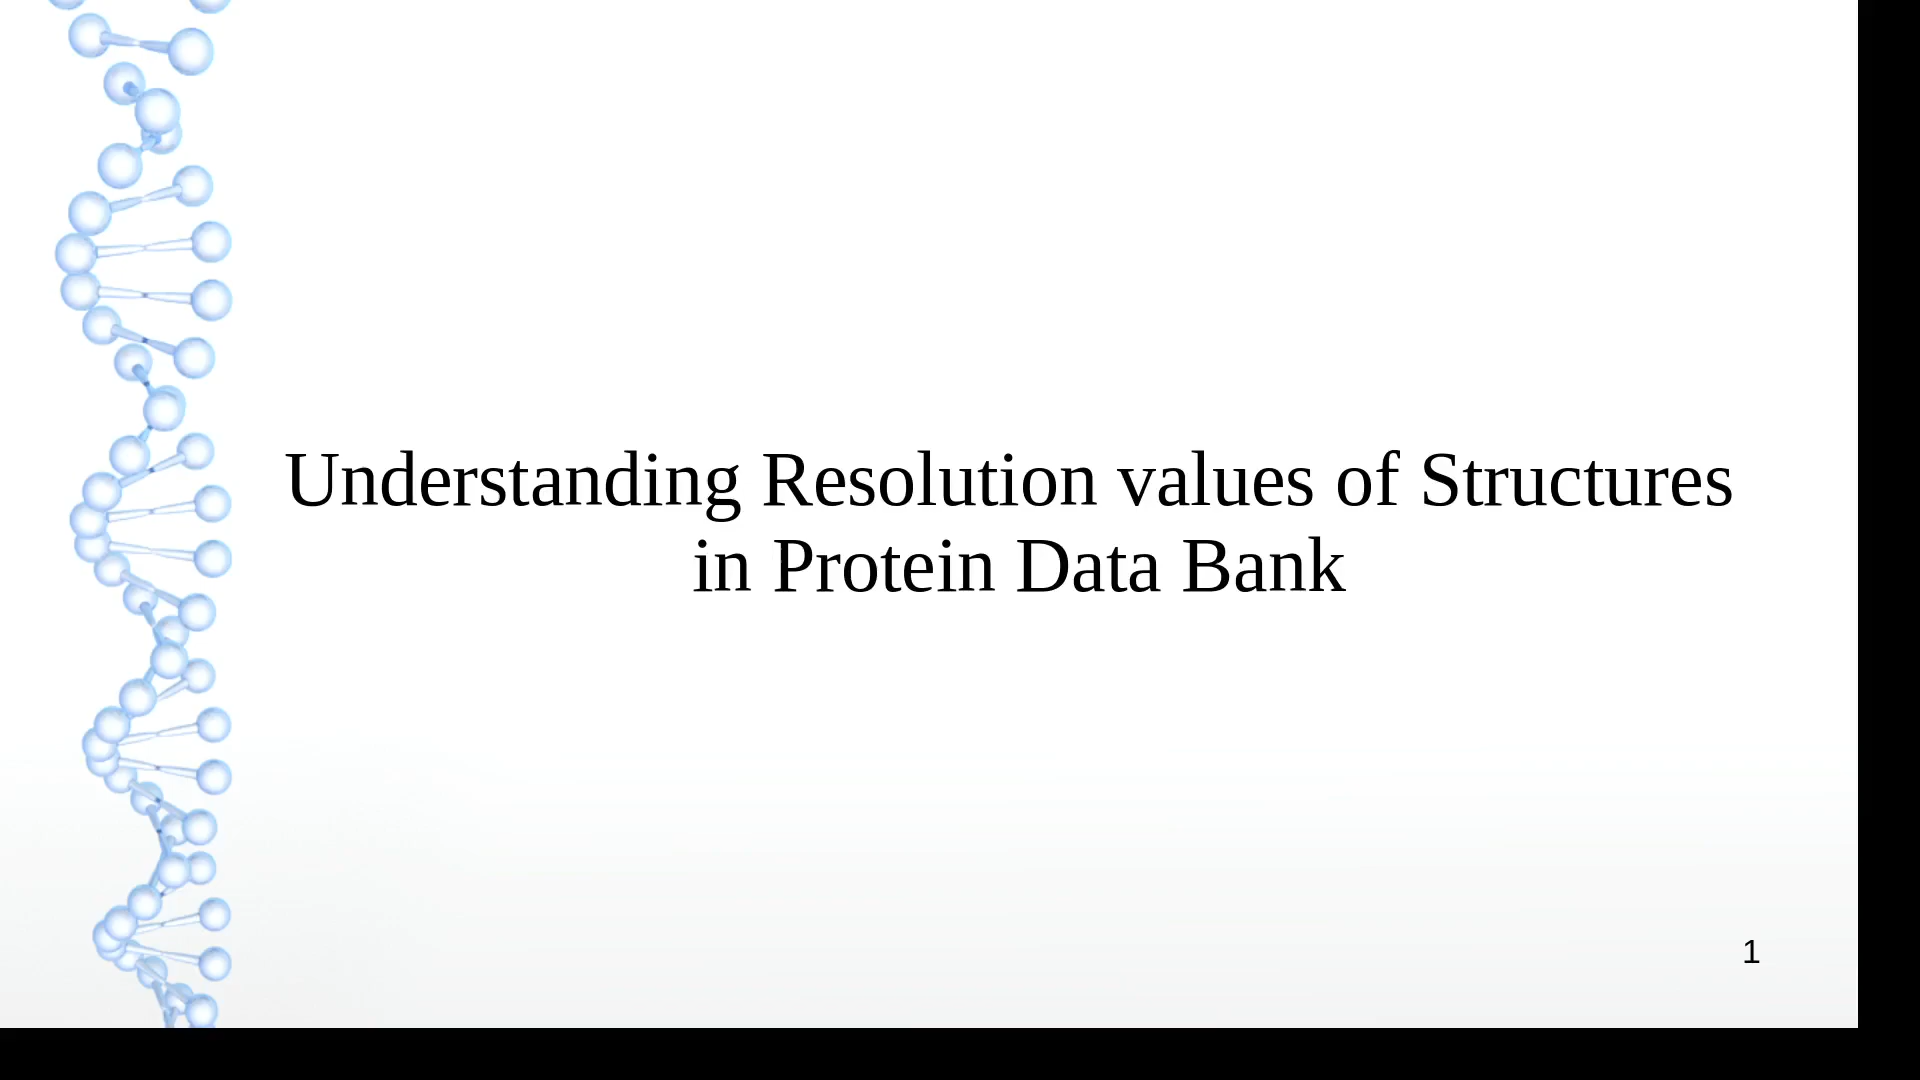 Understanding Resolution values of Structures
in Protein Data Bank
1